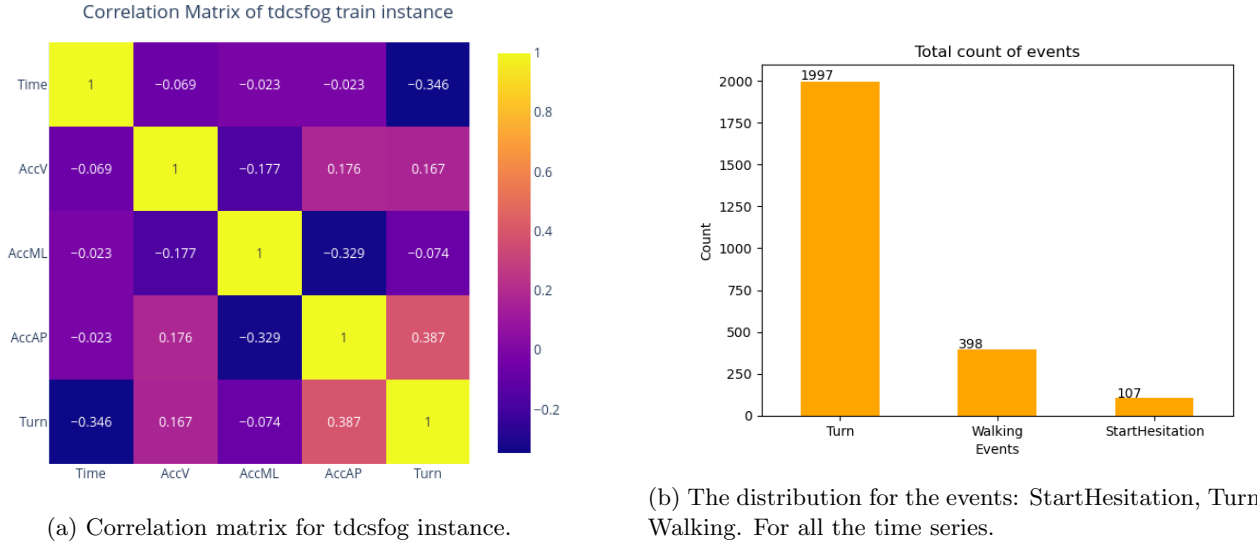 Correlation Matrix of tdcsfog train instance
Time 1 −0.069 −0.023 −0.023 −0.346
AccV −0.069 1 −0.177 0.176 0.167
AccML −0.023 −0.177 1 −0.329 −0.074
AccAP −0.023 0.176 −0.329 1 0.387
Turn −0.346 0.167 −0.074 0.387 1
Time AccV AccML AccAP Turn
1
0.8
0.6
0.4
0.2
0
−0.2
(a) Correlation matrix for tdcsfog instance.
Total count of events
2000
1750
1500
1250
1000
750
500
250
0
Count
1997
398
107
Turn Walking StartHesitation
Events
(b) The distribution for the events: StartHesitation, Turn
Walking. For all the time series.